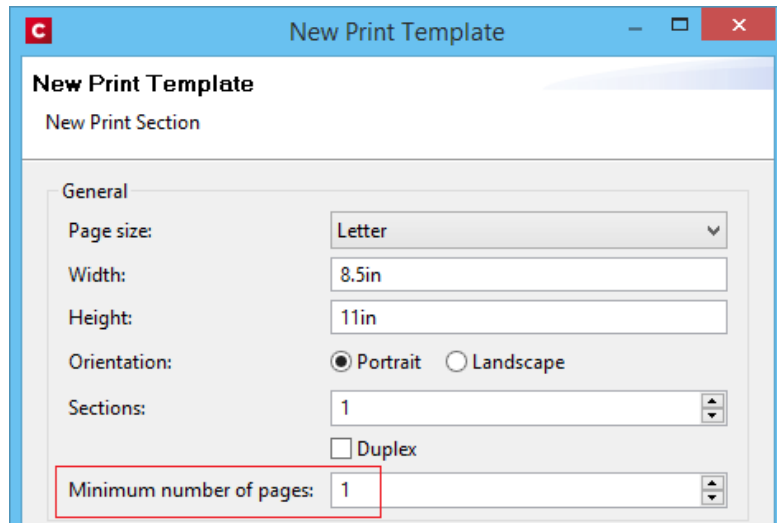 C New Print Template
New Print Template
New Print Section
General
Page size: Letter
Width: 8.5in
Height: 11in
Orientation: Portrait Landscape
Sections: 1
Duplex
Minimum number of pages: 1